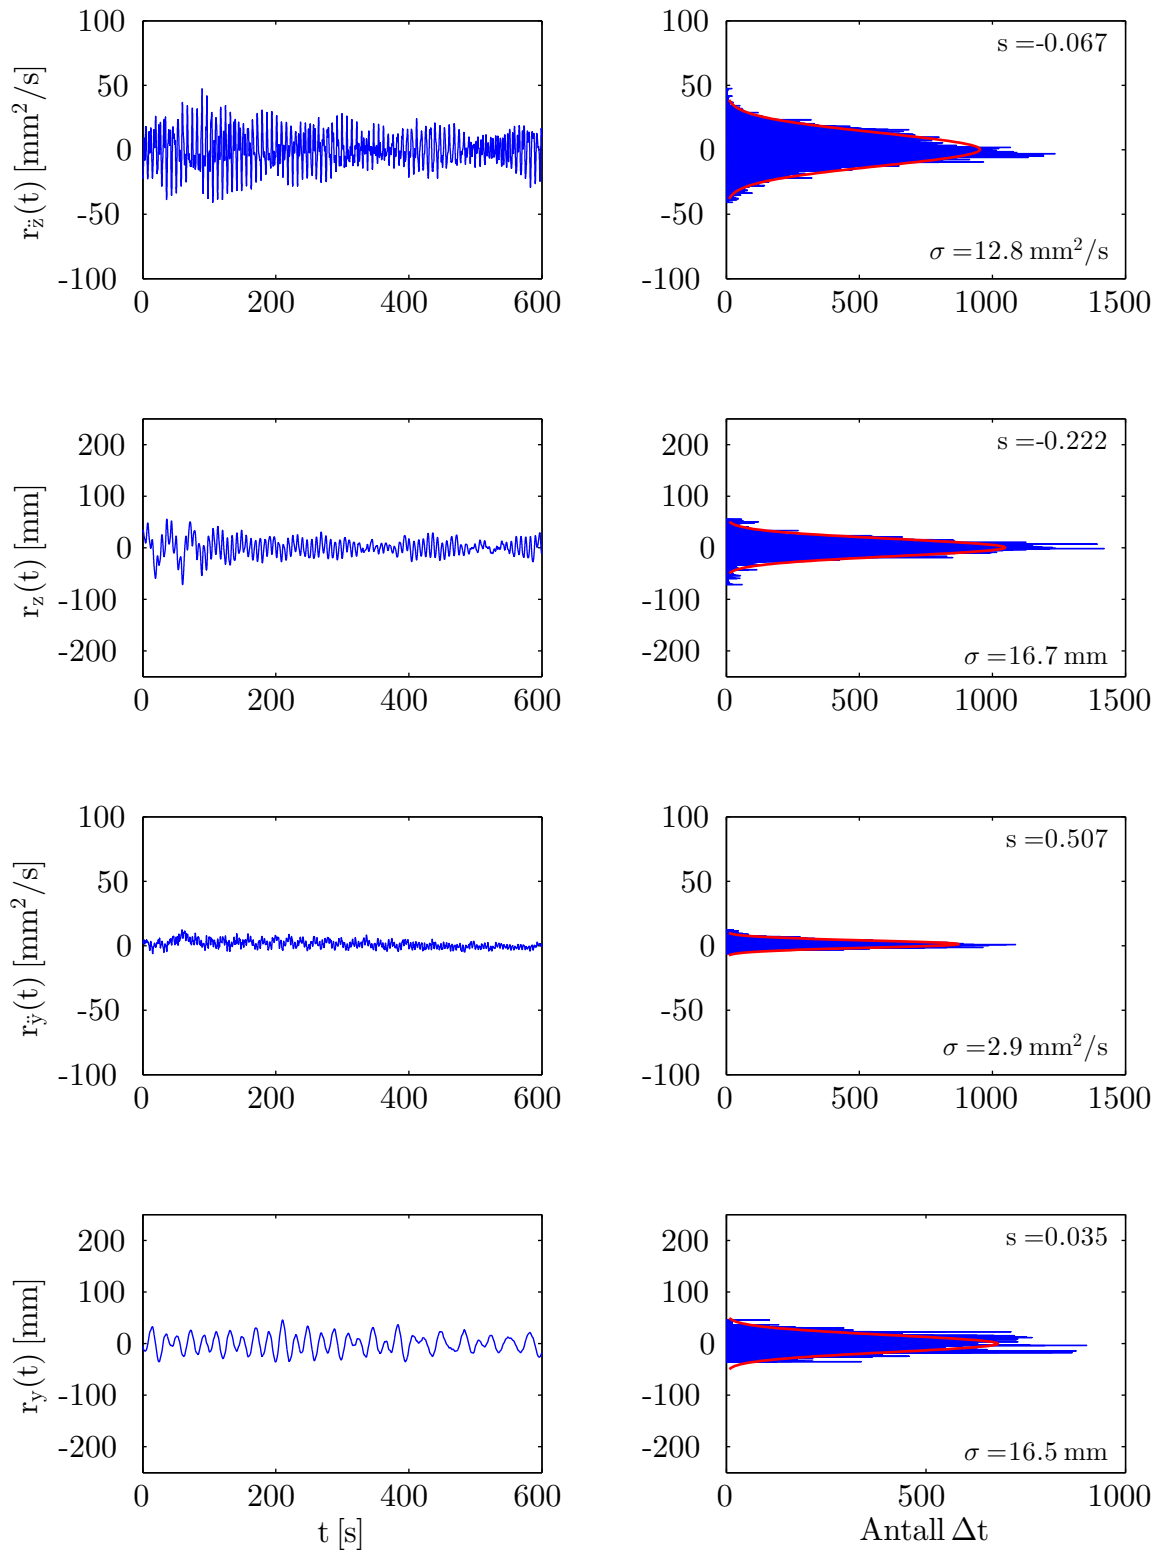 100
50
0
-50
-100
r_z̈(t) [mm²/s]
0 200 400 600
100
50
0
-50
-100
s =-0.067
σ =12.8 mm²/s
0 500 1000 1500
200
100
0
-100
-200
r_z(t) [mm]
0 200 400 600
200
100
0
-100
-200
s =-0.222
σ =16.7 mm
0 500 1000 1500
100
50
0
-50
-100
r_ÿ(t) [mm²/s]
0 200 400 600
100
50
0
-50
-100
s =0.507
σ =2.9 mm²/s
0 500 1000 1500
200
100
0
-100
-200
r_y(t) [mm]
0 200 400 600
t [s]
200
100
0
-100
-200
s =0.035
σ =16.5 mm
0 500 1000
Antall Δt